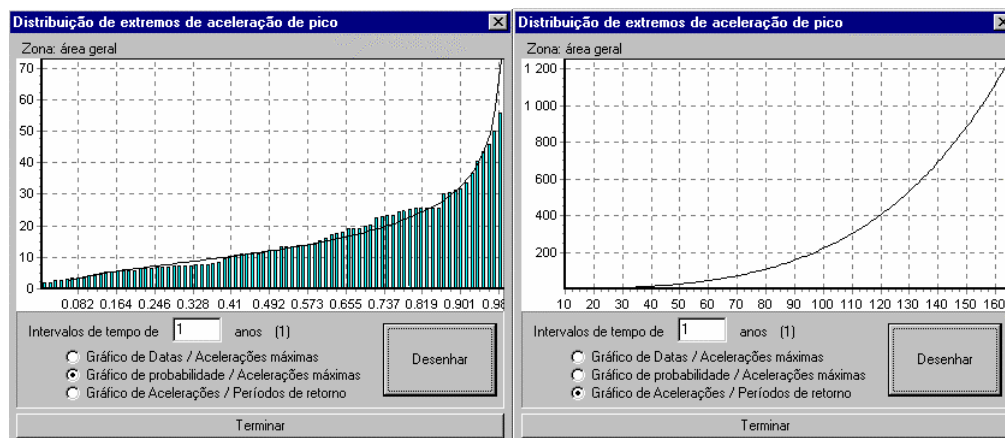 Distribuição de extremos de aceleração de pico
Zona: área geral
70
60
50
40
30
20
10
0
0.082 0.164 0.246 0.328 0.41 0.492 0.573 0.655 0.737 0.819 0.901 0.98
Intervalos de tempo de 1 anos (1)
Gráfico de Datas / Acelerações máximas
Gráfico de probabilidade / Acelerações máximas
Gráfico de Acelerações / Períodos de retorno
Desenhar
Terminar
Distribuição de extremos de aceleração de pico
Zona: área geral
1 200
1 000
800
600
400
200
10 20 30 40 50 60 70 80 90 100 110 120 130 140 150 160
Intervalos de tempo de 1 anos (1)
Gráfico de Datas / Acelerações máximas
Gráfico de probabilidade / Acelerações máximas
Gráfico de Acelerações / Períodos de retorno
Desenhar
Terminar